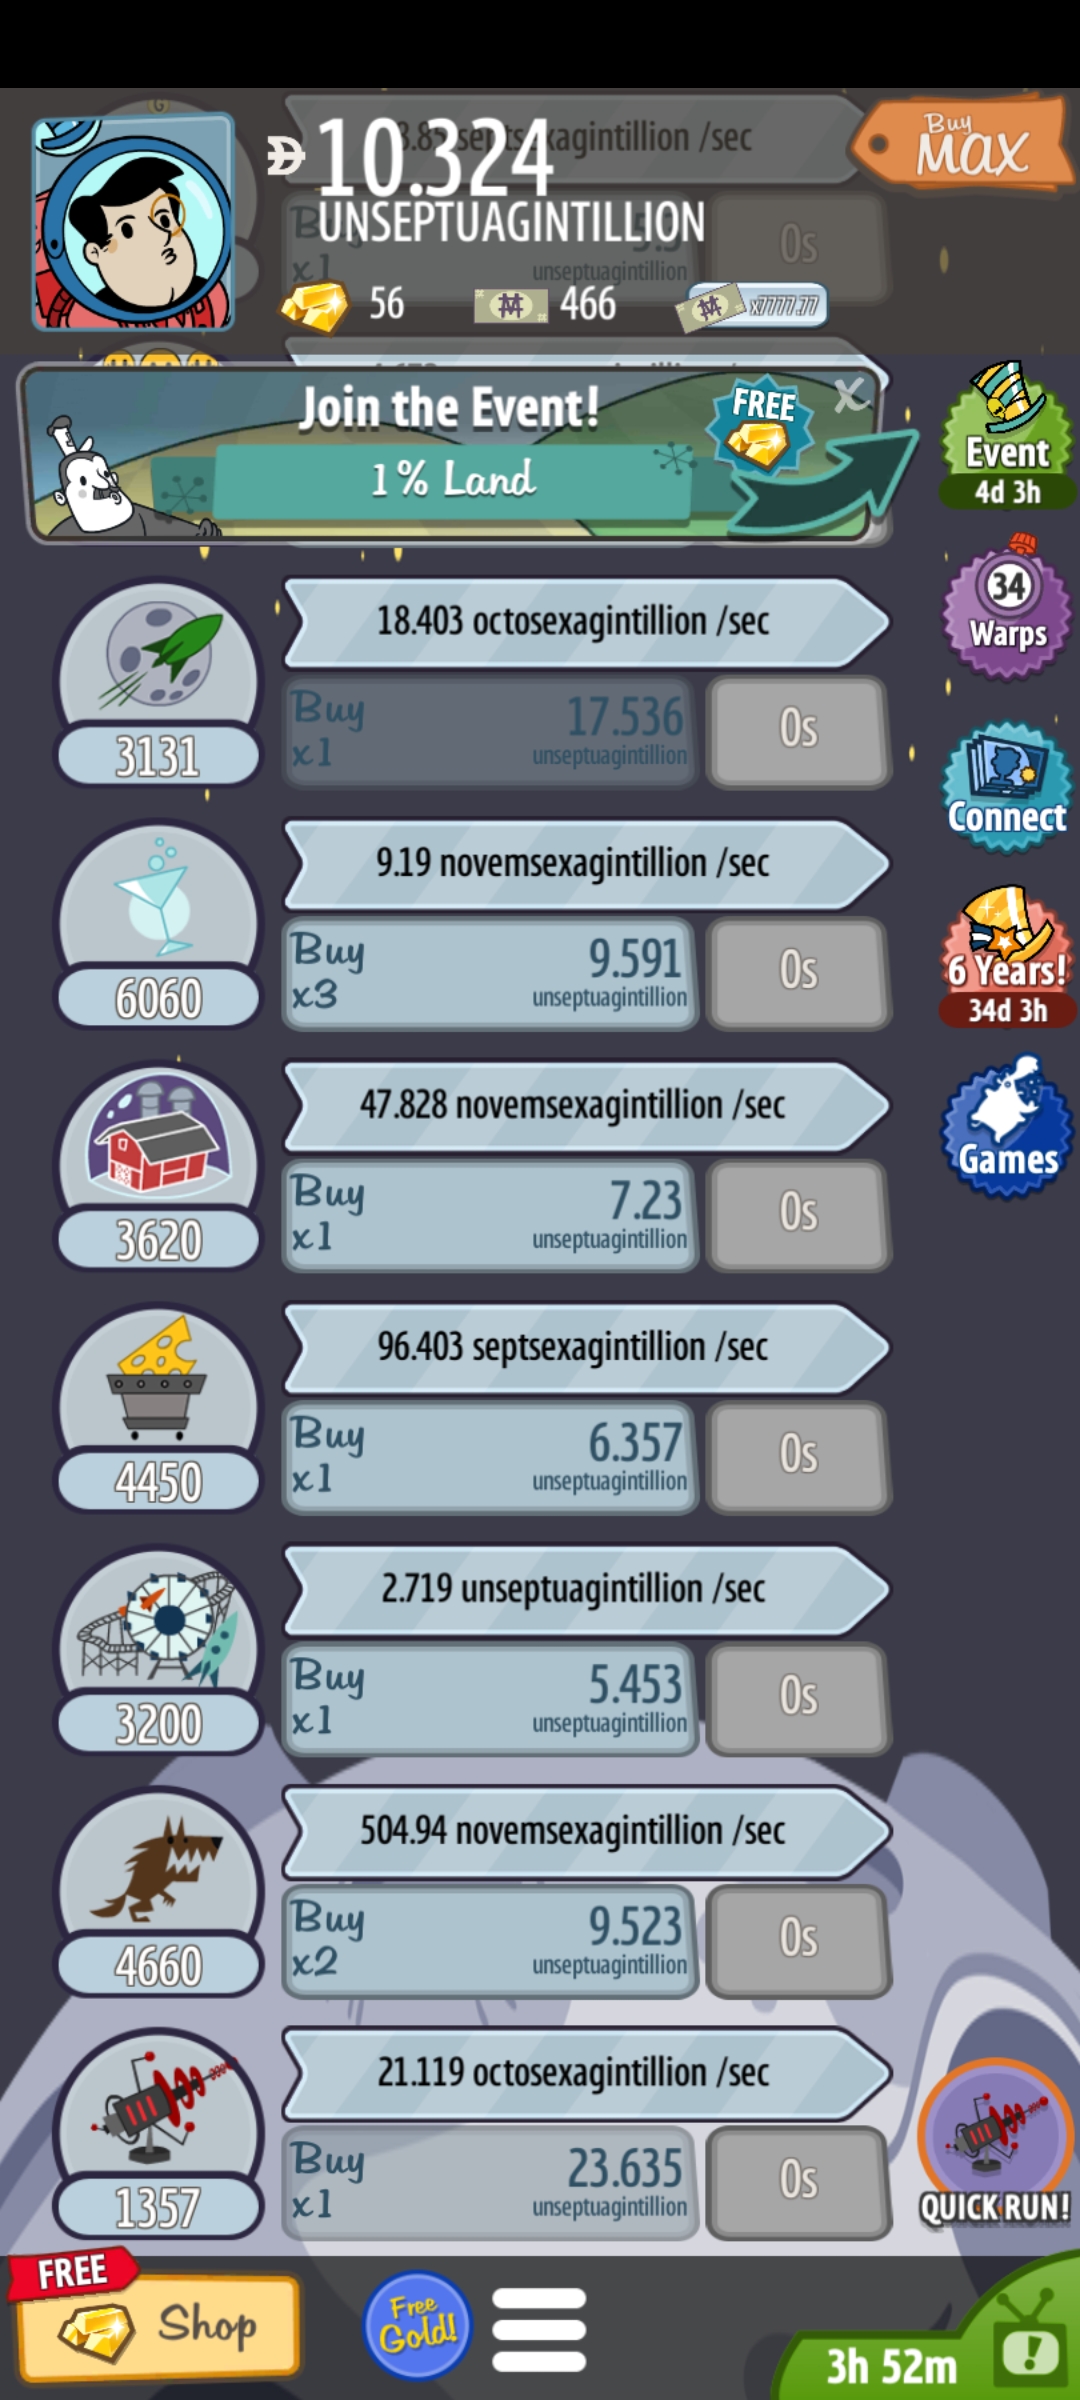 10.324
UNSEPTUAGINTILLION
Buy
MAX
Buy
x1
unseptuagintillion
0s
56
466
x7777.77
Join the Event!
FREE
X
1% Land
Event
4d 3h
18.403 octosexagintillion /sec
34
Warps
Buy
x1
17.536
unseptuagintillion
0s
3131
Connect
9.19 novemsexagintillion /sec
Buy
x3
9.591
unseptuagintillion
0s
6060
6 Years!
34d 3h
47.828 novemsexagintillion /sec
Buy
x1
7.23
unseptuagintillion
0s
3620
Games
96.403 septsexagintillion /sec
Buy
x1
6.357
unseptuagintillion
0s
4450
2.719 unseptuagintillion /sec
Buy
x1
5.453
unseptuagintillion
0s
3200
504.94 novemsexagintillion /sec
Buy
x2
9.523
unseptuagintillion
0s
4660
21.119 octosexagintillion /sec
Buy
x1
23.635
unseptuagintillion
0s
1357
QUICK RUN!
FREE
Shop
Free
Gold!
3h 52m